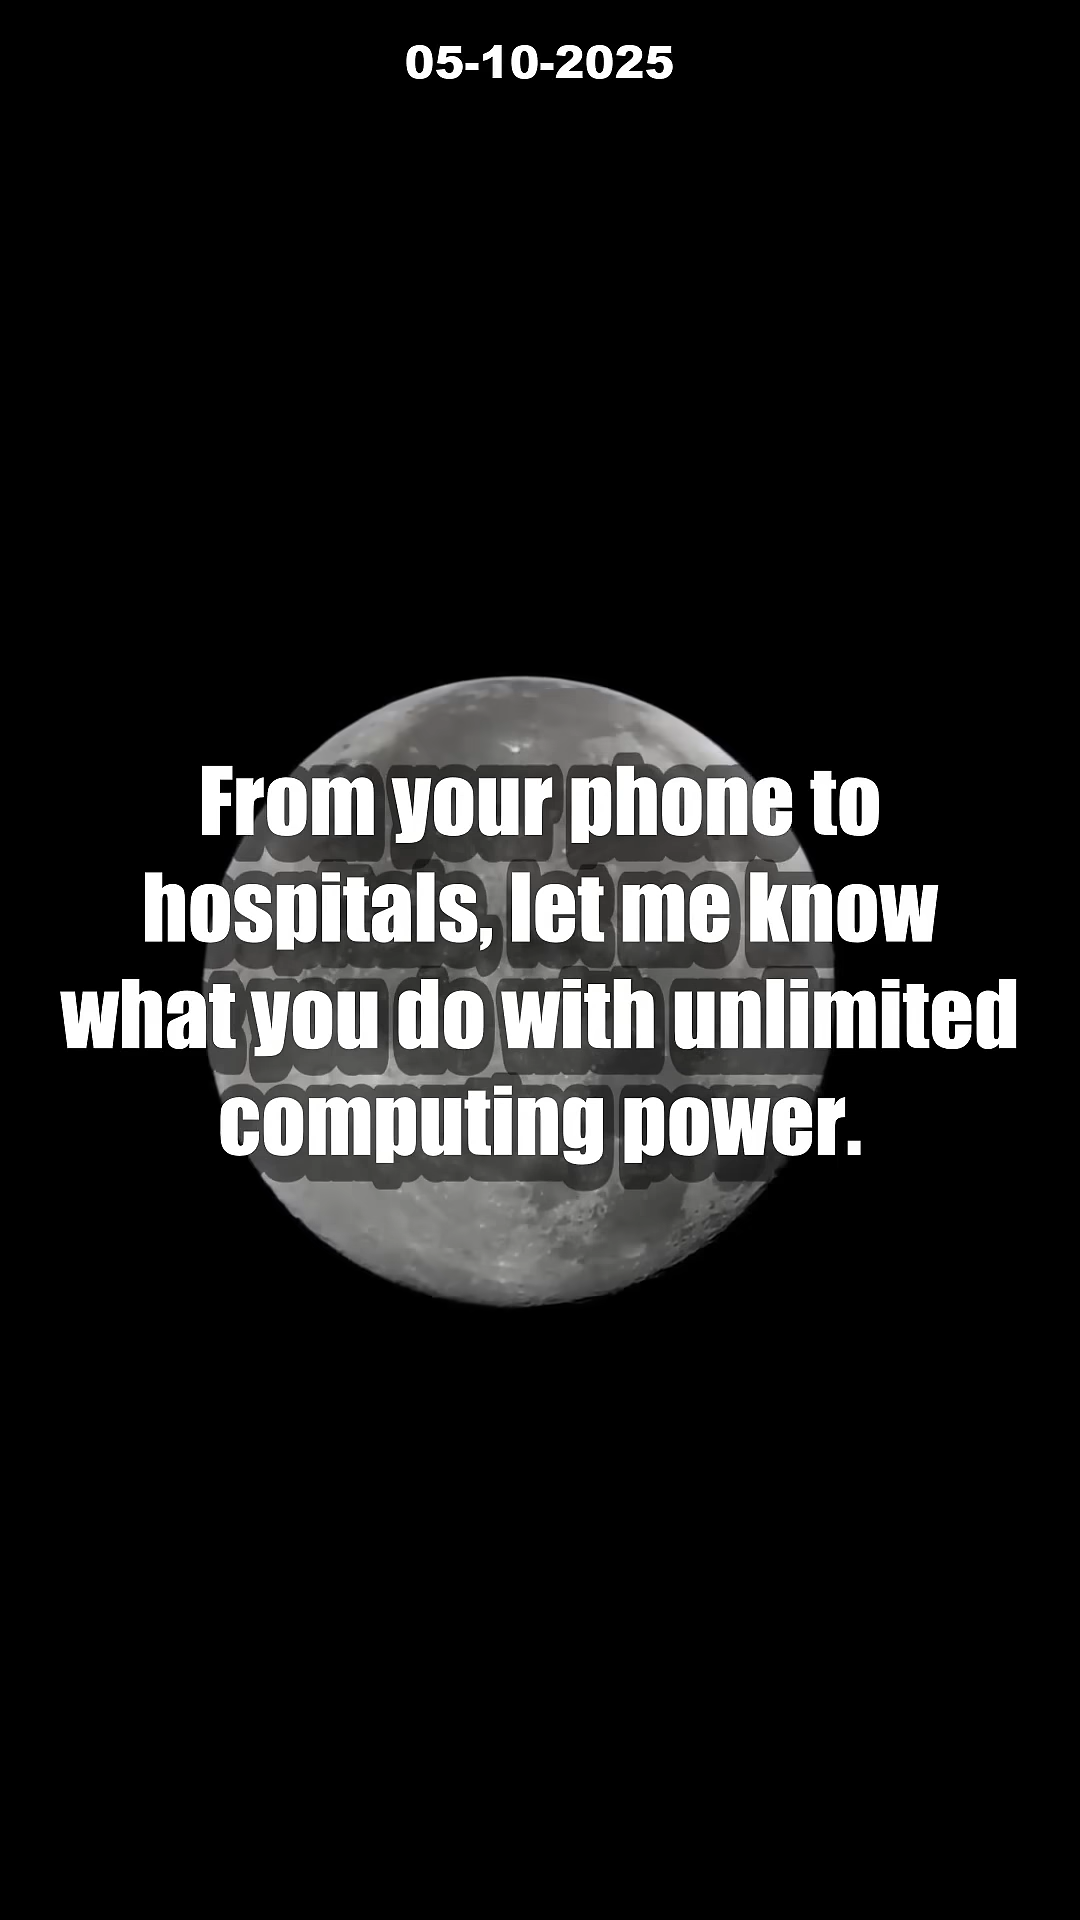 05-10-2025
From your phone to
hospitals, let me know
what you do with unlimited
computing power.